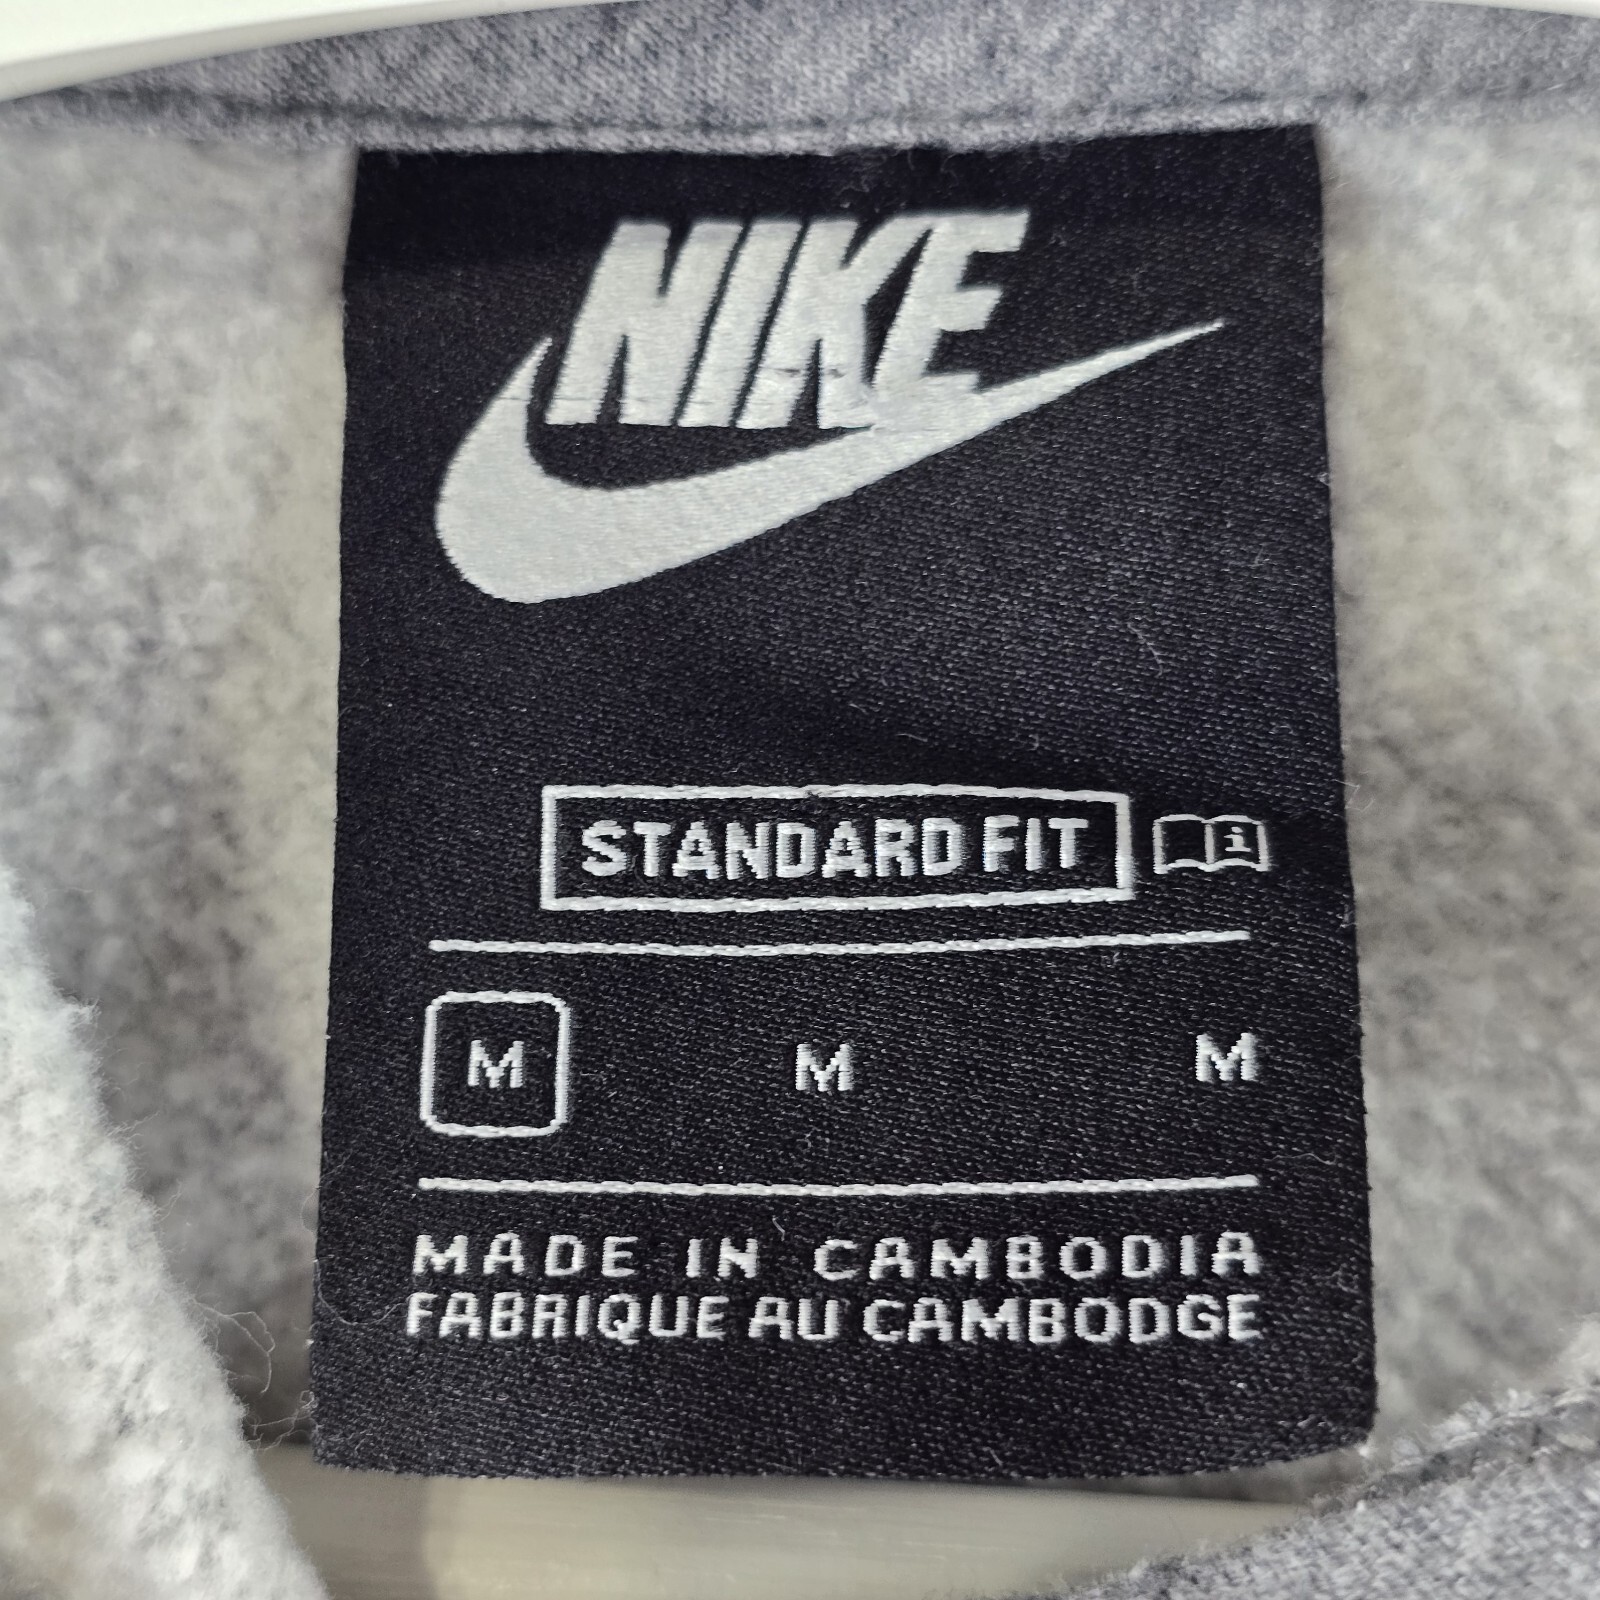 NIKE
STANDARD FIT i
M M M
MADE IN CAMBODIA
FABRIQUE AU CAMBODGE